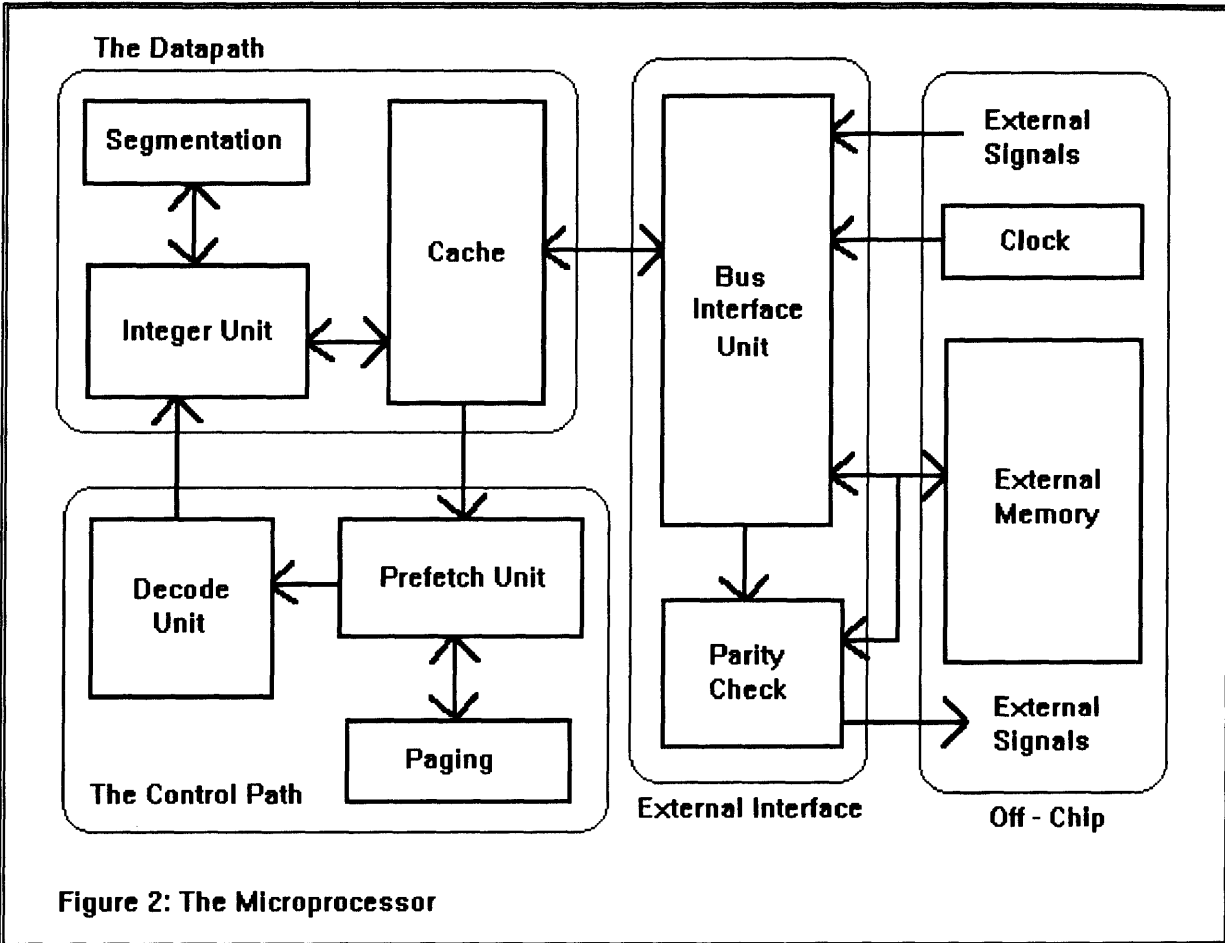 The Datapath
Segmentation
Integer Unit
Cache
Bus
Interface
Unit
External
Signals
Clock
External
Memory
Decode
Unit
Prefetch Unit
Paging
The Control Path
Parity
Check
External
Signals
External Interface
Off - Chip
Figure 2: The Microprocessor